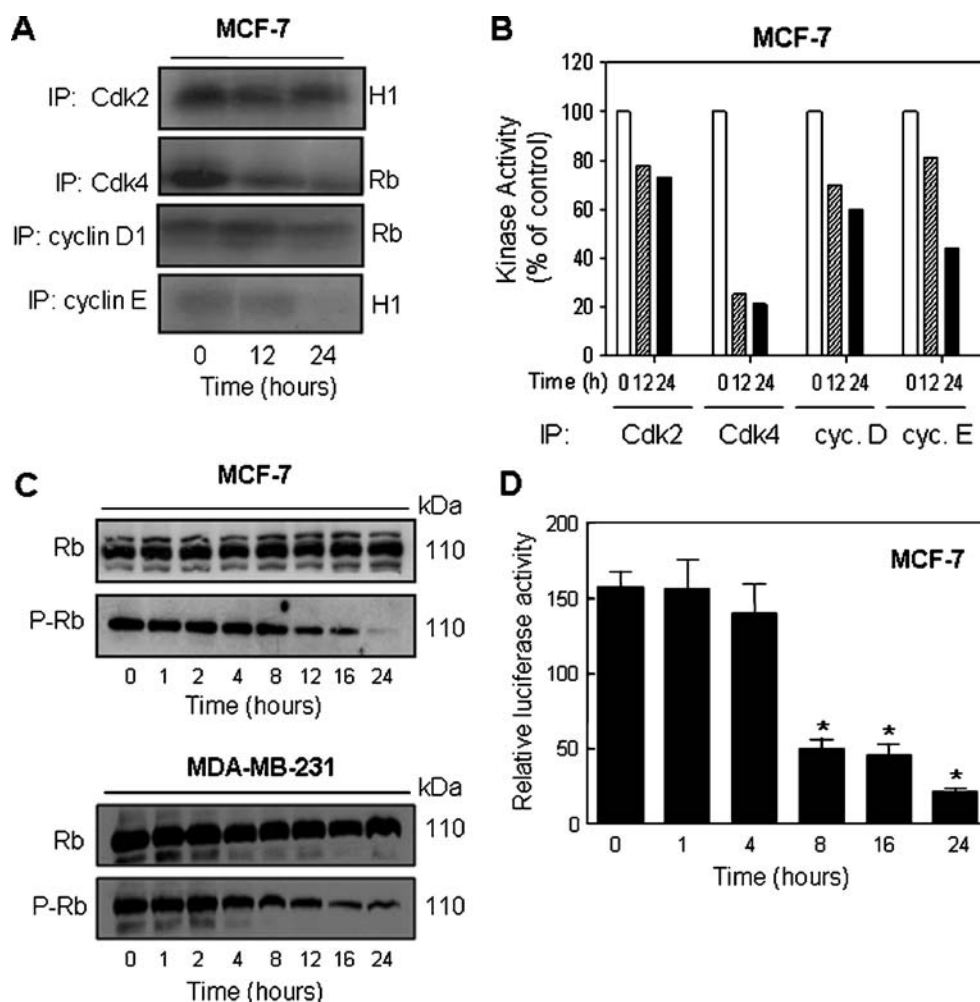 A
MCF-7
IP: Cdk2 H1
IP: Cdk4 Rb
IP: cyclin D1 Rb
IP: cyclin E H1
0 12 24
Time (hours)
B
MCF-7
Kinase Activity
(% of control)
120
100
80
60
40
20
0
Time (h) 0 12 24 0 12 24 0 12 24 0 12 24
IP: Cdk2 Cdk4 cyc. D cyc. E
C
MCF-7
kDa
Rb 110
P-Rb 110
0 1 2 4 8 12 16 24
Time (hours)
MDA-MB-231
kDa
Rb 110
P-Rb 110
0 1 2 4 8 12 16 24
Time (hours)
D
MCF-7
Relative luciferase activity
200
150
100
50
0
* * *
0 1 4 8 16 24
Time (hours)